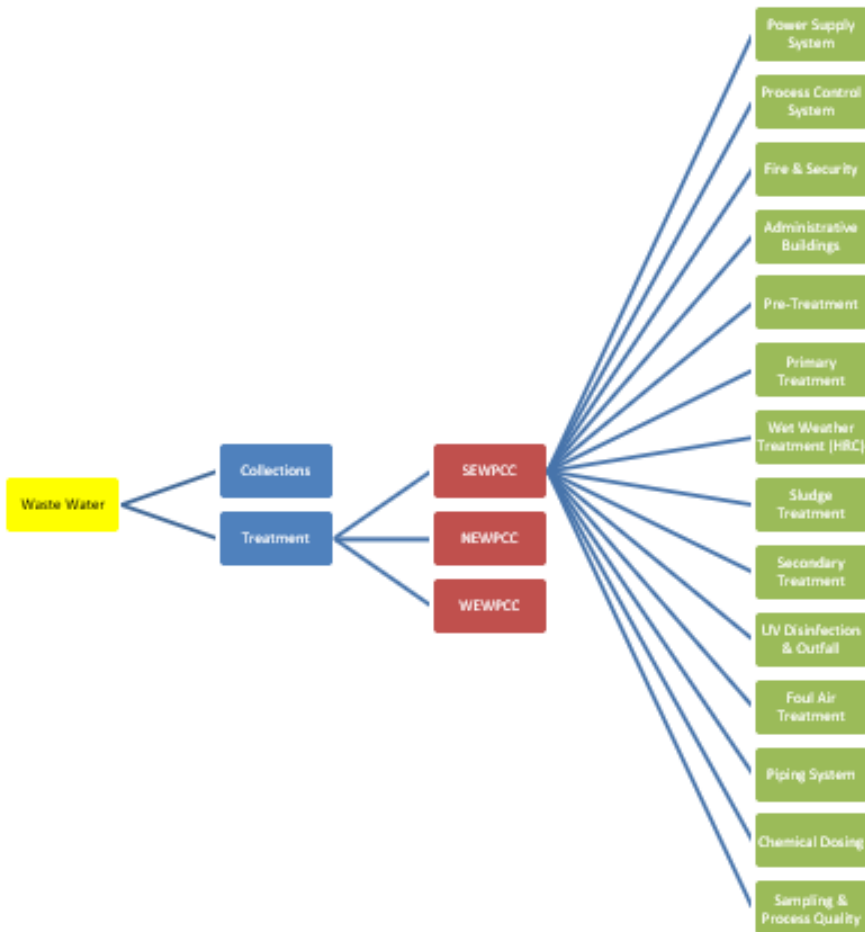 Power Supply
System
Process Control
System
Fire & Security
Administrative
Buildings
Pre-Treatment
Primary
Treatment
Wet Weather
Treatment (HRC)
Sludge
Treatment
Secondary
Treatment
UV Disinfection
& Outfall
Foul Air
Treatment
Piping System
Chemical Dosing
Sampling &
Process Quality
Collections
Treatment
Waste Water
SEWPCC
NEWPCC
WEWPCC